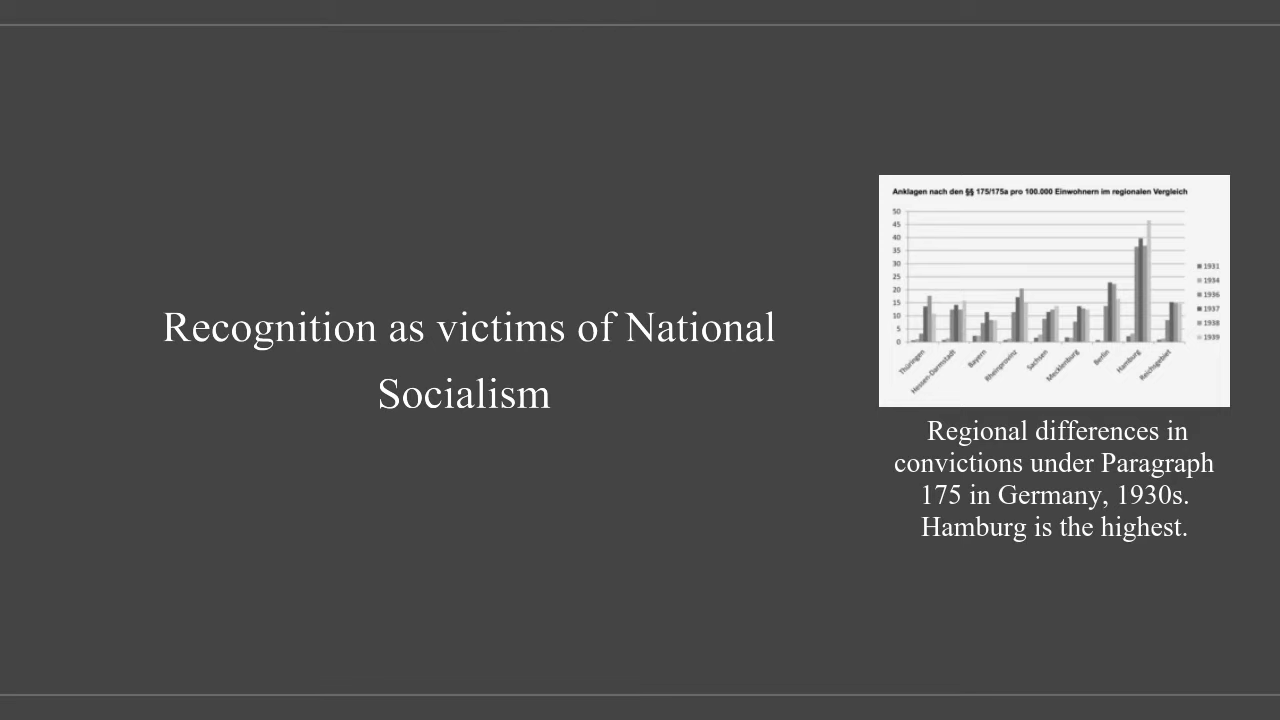 Recognition as victims of National
Socialism
Anklagen nach den §§ 175/175a pro 100.000 Einwohnern im regionalen Vergleich
50
45
40
35
30
25
20
15
10
5
0
1931
1934
1936
1937
1938
1939
Thüringen
Hessen-Darmstadt
Bayern
Rheinprovinz
Sachsen
Mecklenburg
Berlin
Hamburg
Reichsgebiet
Regional differences in
convictions under Paragraph
175 in Germany, 1930s.
Hamburg is the highest.